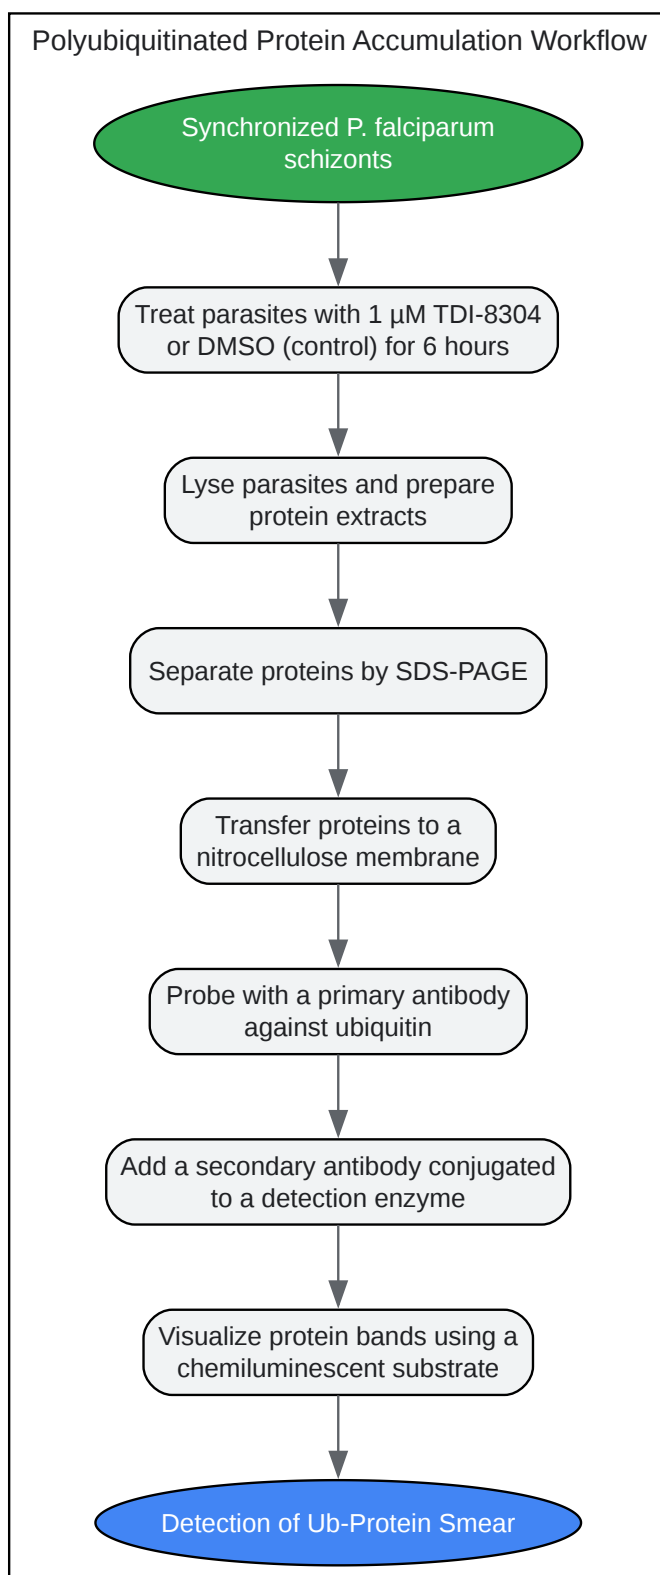 Polyubiquitinated Protein Accumulation Workflow
Synchronized P. falciparum
schizonts
Treat parasites with 1 µM TDI-8304
or DMSO (control) for 6 hours
Lyse parasites and prepare
protein extracts
Separate proteins by SDS-PAGE
Transfer proteins to a
nitrocellulose membrane
Probe with a primary antibody
against ubiquitin
Add a secondary antibody conjugated
to a detection enzyme
Visualize protein bands using a
chemiluminescent substrate
Detection of Ub-Protein Smear